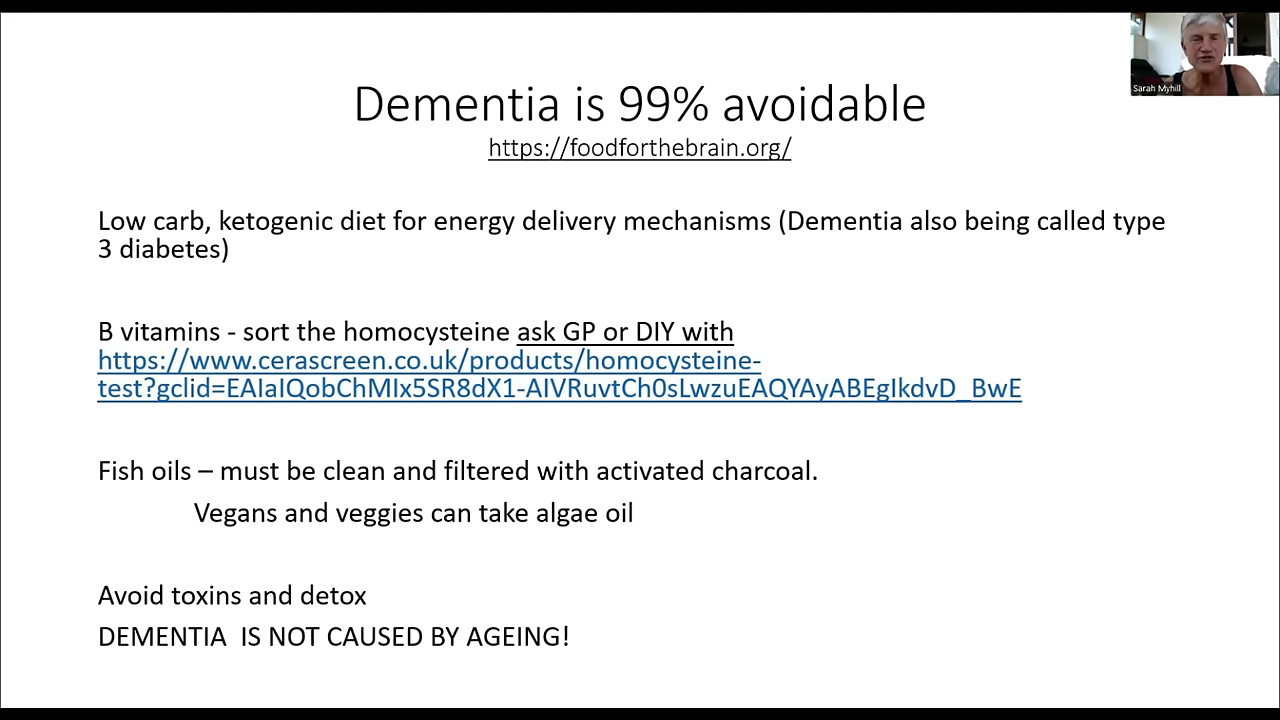 Sarah Myhill
Dementia is 99% avoidable
https://foodforthebrain.org/
Low carb, ketogenic diet for energy delivery mechanisms (Dementia also being called type
3 diabetes)
B vitamins - sort the homocysteine ask GP or DIY with
https://www.cerascreen.co.uk/products/homocysteine-
test?gclid=EAIaIQobChMIx5SR8dX1-AIVRuvtCh0sLwzuEAQYAyABEgIkdvD_BwE
Fish oils – must be clean and filtered with activated charcoal.
Vegans and veggies can take algae oil
Avoid toxins and detox
DEMENTIA  IS NOT CAUSED BY AGEING!